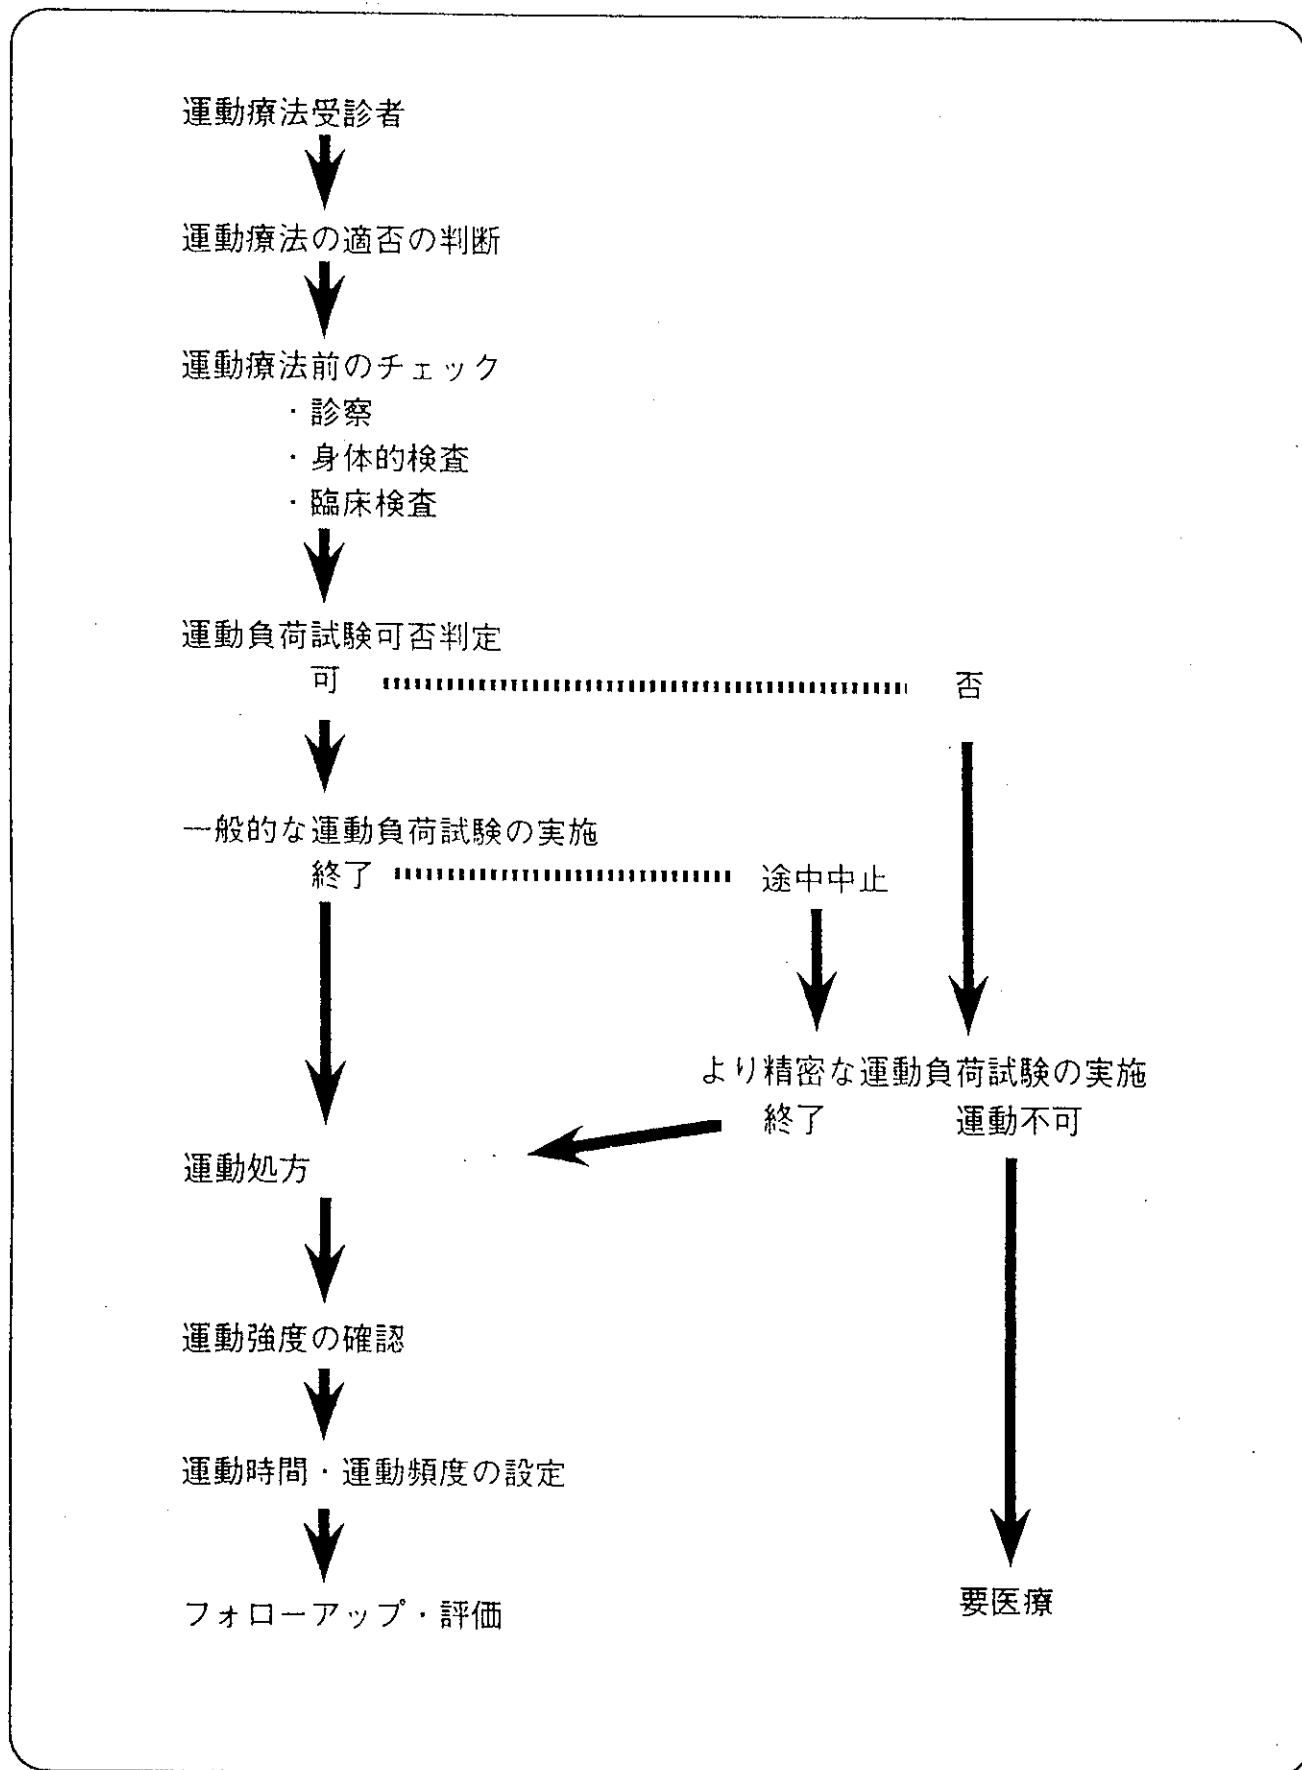 運動療法受診者
運動療法の適否の判断
運動療法前のチェック
・診察
・身体的検査
・臨床検査
運動負荷試験可否判定
可 否
一般的な運動負荷試験の実施
終了 途中中止
より精密な運動負荷試験の実施
終了 運動不可
運動処方
運動強度の確認
運動時間・運動頻度の設定
フォローアップ・評価
要医療